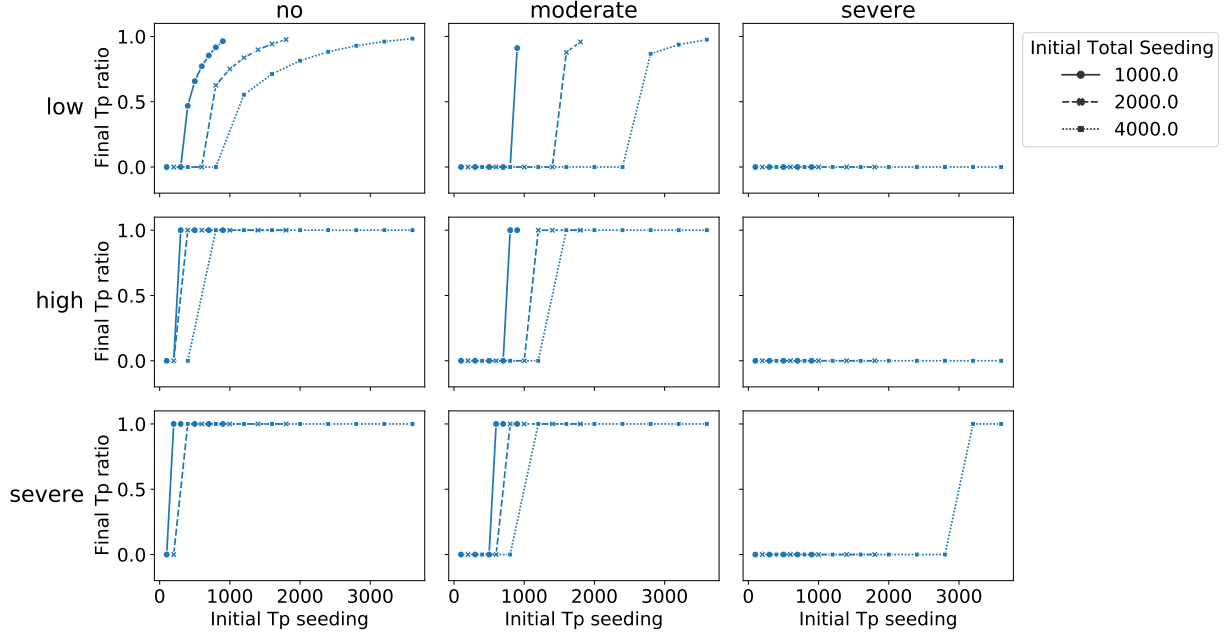 no
moderate
severe
Initial Total Seeding
1000.0
2000.0
4000.0
low
Final Tp ratio
1.0
0.5
0.0
high
Final Tp ratio
1.0
0.5
0.0
severe
Final Tp ratio
1.0
0.5
0.0
0 1000 2000 3000
0 1000 2000 3000
0 1000 2000 3000
Initial Tp seeding
Initial Tp seeding
Initial Tp seeding